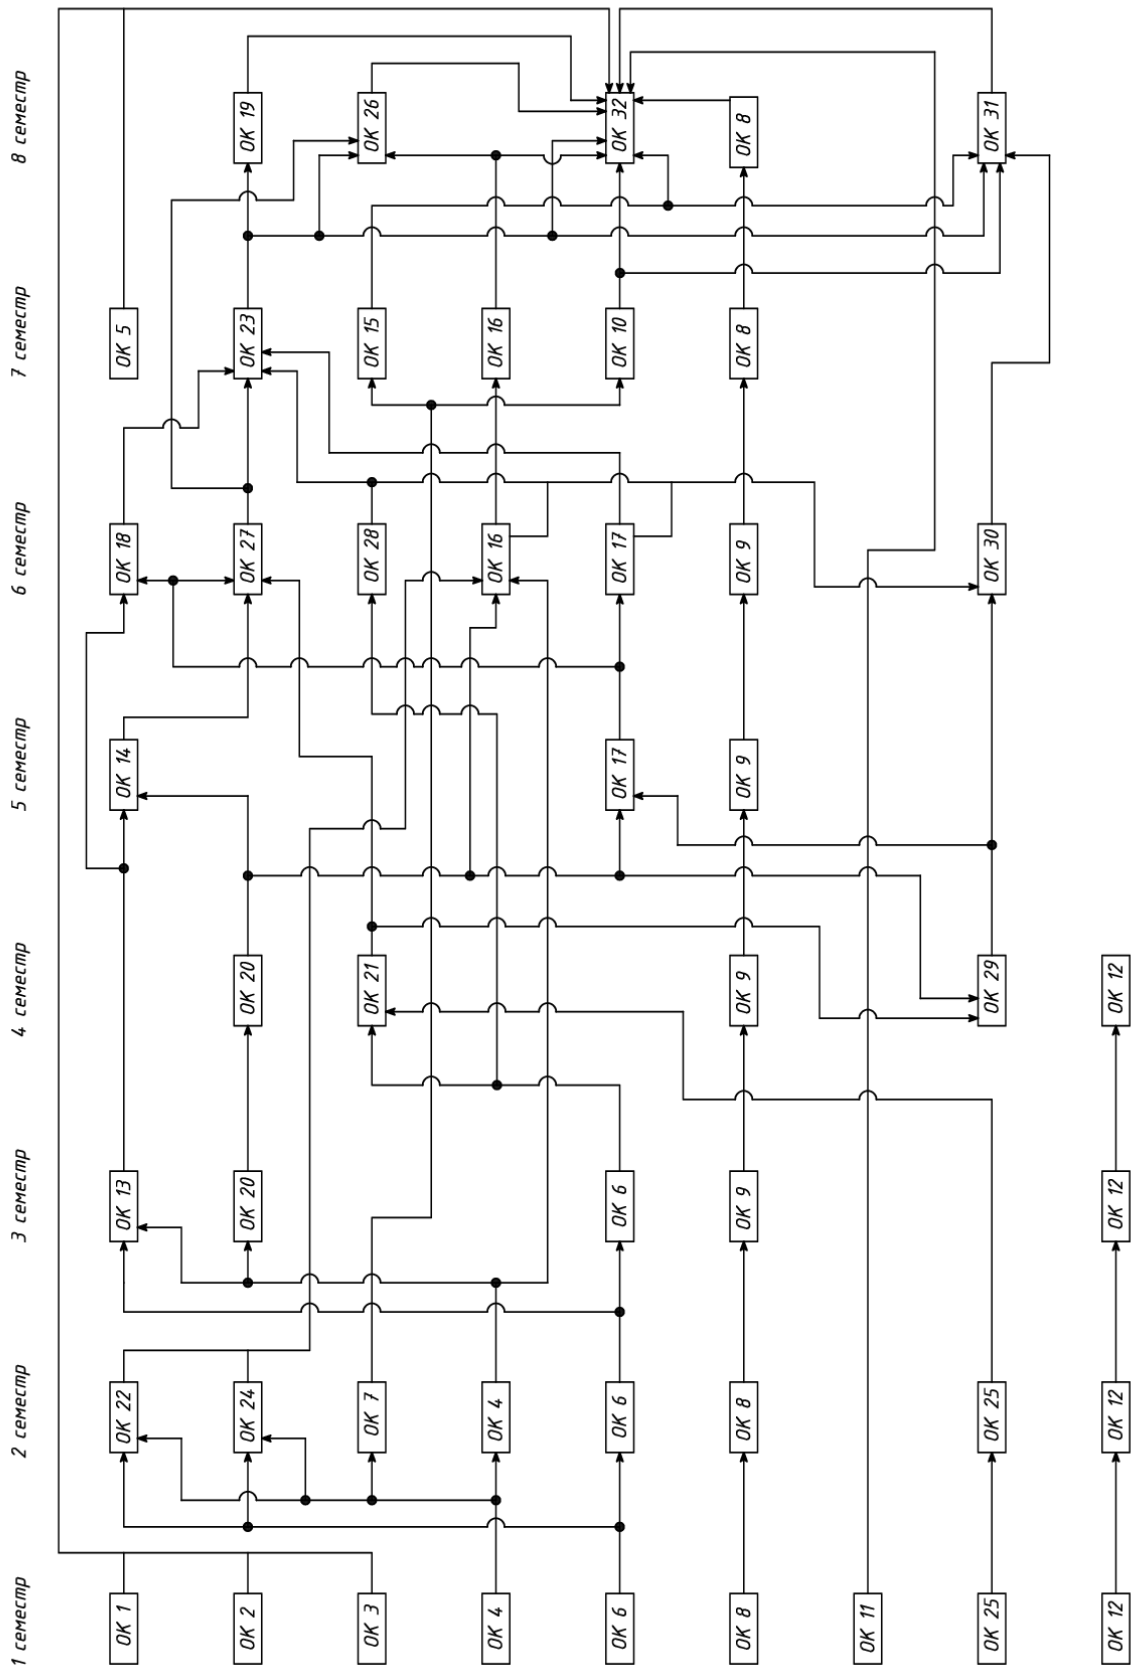 1 семестр
2 семестр
3 семестр
4 семестр
5 семестр
6 семестр
7 семестр
8 семестр
ОК 1
ОК 22
ОК 13
ОК 14
ОК 18
ОК 5
ОК 2
ОК 24
ОК 20
ОК 20
ОК 27
ОК 23
ОК 19
ОК 3
ОК 7
ОК 21
ОК 28
ОК 15
ОК 26
ОК 4
ОК 4
ОК 16
ОК 16
ОК 6
ОК 6
ОК 6
ОК 17
ОК 17
ОК 10
ОК 32
ОК 8
ОК 8
ОК 9
ОК 9
ОК 9
ОК 9
ОК 8
ОК 8
ОК 11
ОК 25
ОК 25
ОК 29
ОК 30
ОК 31
ОК 12
ОК 12
ОК 12
ОК 12